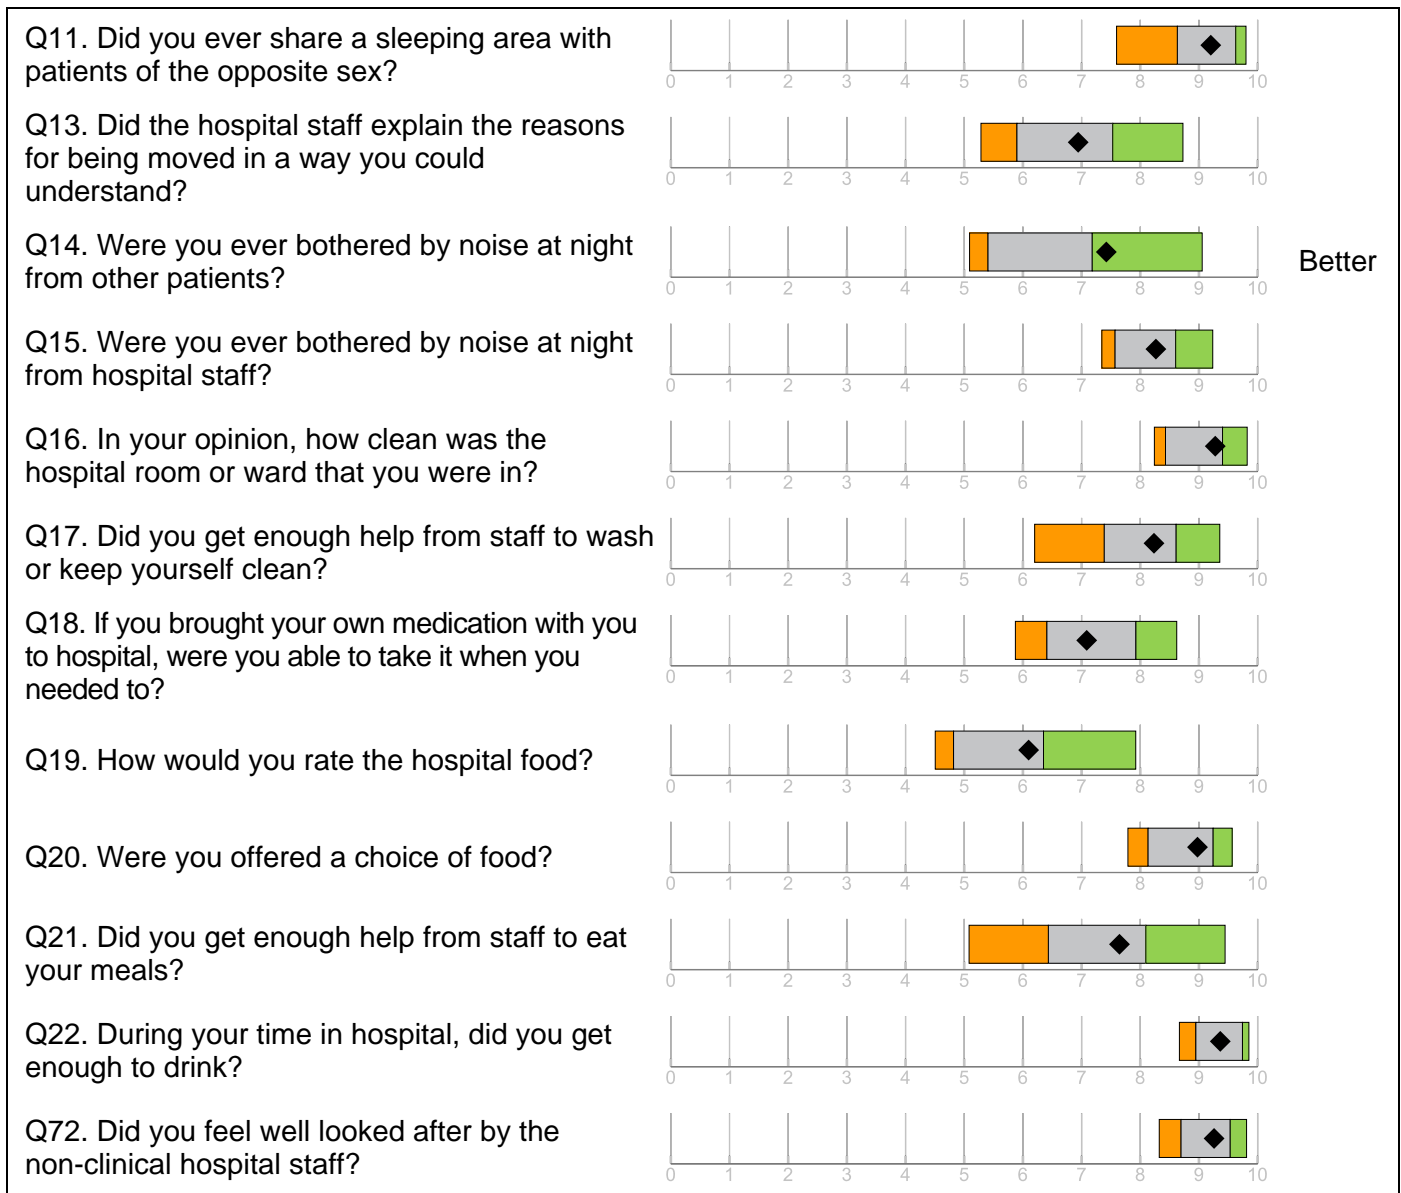 Q11. Did you ever share a sleeping area with
patients of the opposite sex?
0 1 2 3 4 5 6 7 8 9 10
Q13. Did the hospital staff explain the reasons
for being moved in a way you could
understand?
0 1 2 3 4 5 6 7 8 9 10
Q14. Were you ever bothered by noise at night
from other patients?
Better
0 1 2 3 4 5 6 7 8 9 10
Q15. Were you ever bothered by noise at night
from hospital staff?
0 1 2 3 4 5 6 7 8 9 10
Q16. In your opinion, how clean was the
hospital room or ward that you were in?
0 1 2 3 4 5 6 7 8 9 10
Q17. Did you get enough help from staff to wash
or keep yourself clean?
0 1 2 3 4 5 6 7 8 9 10
Q18. If you brought your own medication with you
to hospital, were you able to take it when you
needed to?
0 1 2 3 4 5 6 7 8 9 10
Q19. How would you rate the hospital food?
0 1 2 3 4 5 6 7 8 9 10
Q20. Were you offered a choice of food?
0 1 2 3 4 5 6 7 8 9 10
Q21. Did you get enough help from staff to eat
your meals?
0 1 2 3 4 5 6 7 8 9 10
Q22. During your time in hospital, did you get
enough to drink?
0 1 2 3 4 5 6 7 8 9 10
Q72. Did you feel well looked after by the
non-clinical hospital staff?
0 1 2 3 4 5 6 7 8 9 10